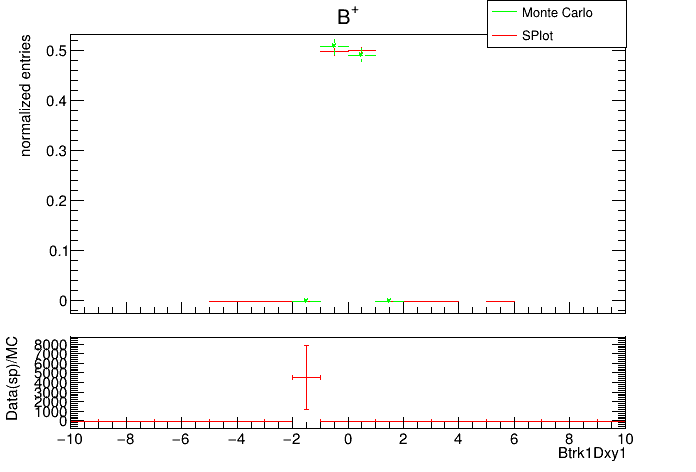 B+
Monte Carlo
SPlot
normalized entries
0.5
0.4
0.3
0.2
0.1
0
Data(sp)/MC
8000
7000
6000
5000
4000
3000
2000
1000
0
−10 −8 −6 −4 −2 0 2 4 6 8 10
Btrk1Dxy1